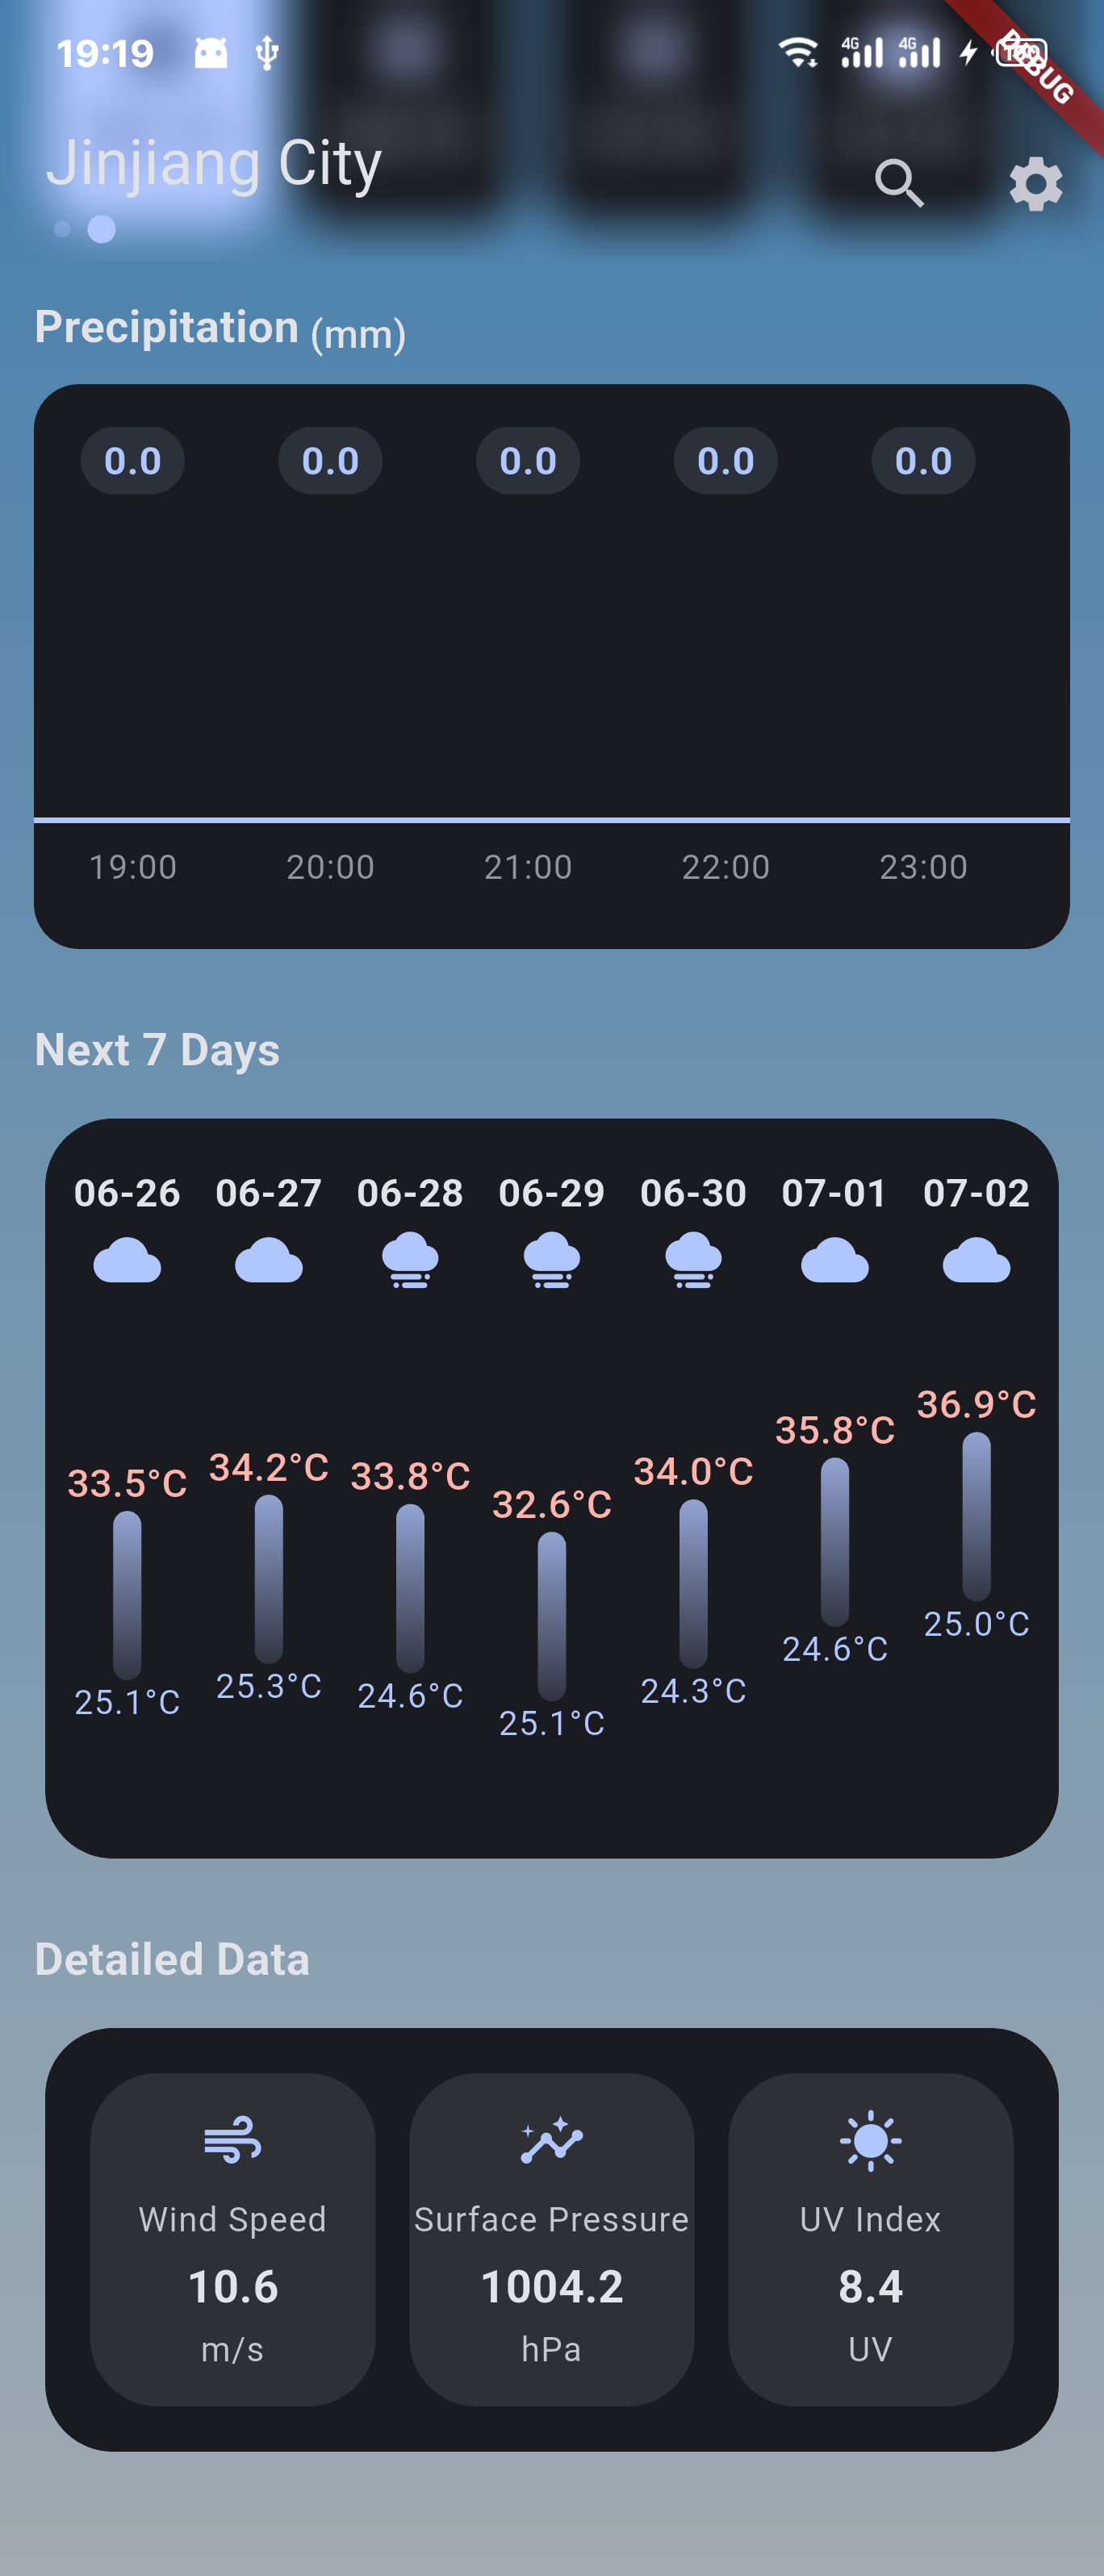 19:19
4G 4G
DEBUG
Jinjiang City
Precipitation (mm)
0.0 0.0 0.0 0.0 0.0
19:00 20:00 21:00 22:00 23:00
Next 7 Days
06-26 06-27 06-28 06-29 06-30 07-01 07-02
33.5°C 34.2°C 33.8°C 32.6°C 34.0°C 35.8°C 36.9°C
25.1°C 25.3°C 24.6°C 25.1°C 24.3°C 24.6°C 25.0°C
Detailed Data
Wind Speed Surface Pressure UV Index
10.6 1004.2 8.4
m/s hPa UV